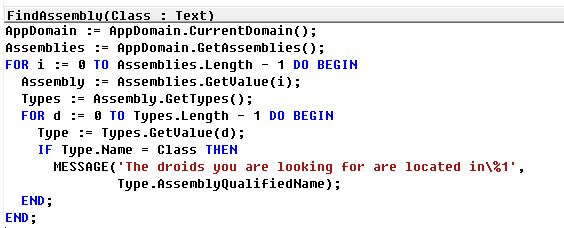 FindAssembly(Class : Text)
AppDomain := AppDomain.CurrentDomain();
Assemblies := AppDomain.GetAssemblies();
FOR i := 0 TO Assemblies.Length - 1 DO BEGIN
  Assembly := Assemblies.GetValue(i);
  Types := Assembly.GetTypes();
  FOR d := 0 TO Types.Length - 1 DO BEGIN
    Type := Types.GetValue(d);
    IF Type.Name = Class THEN
      MESSAGE('The droids you are looking for are located in\%1',
              Type.AssemblyQualifiedName);
  END;
END;